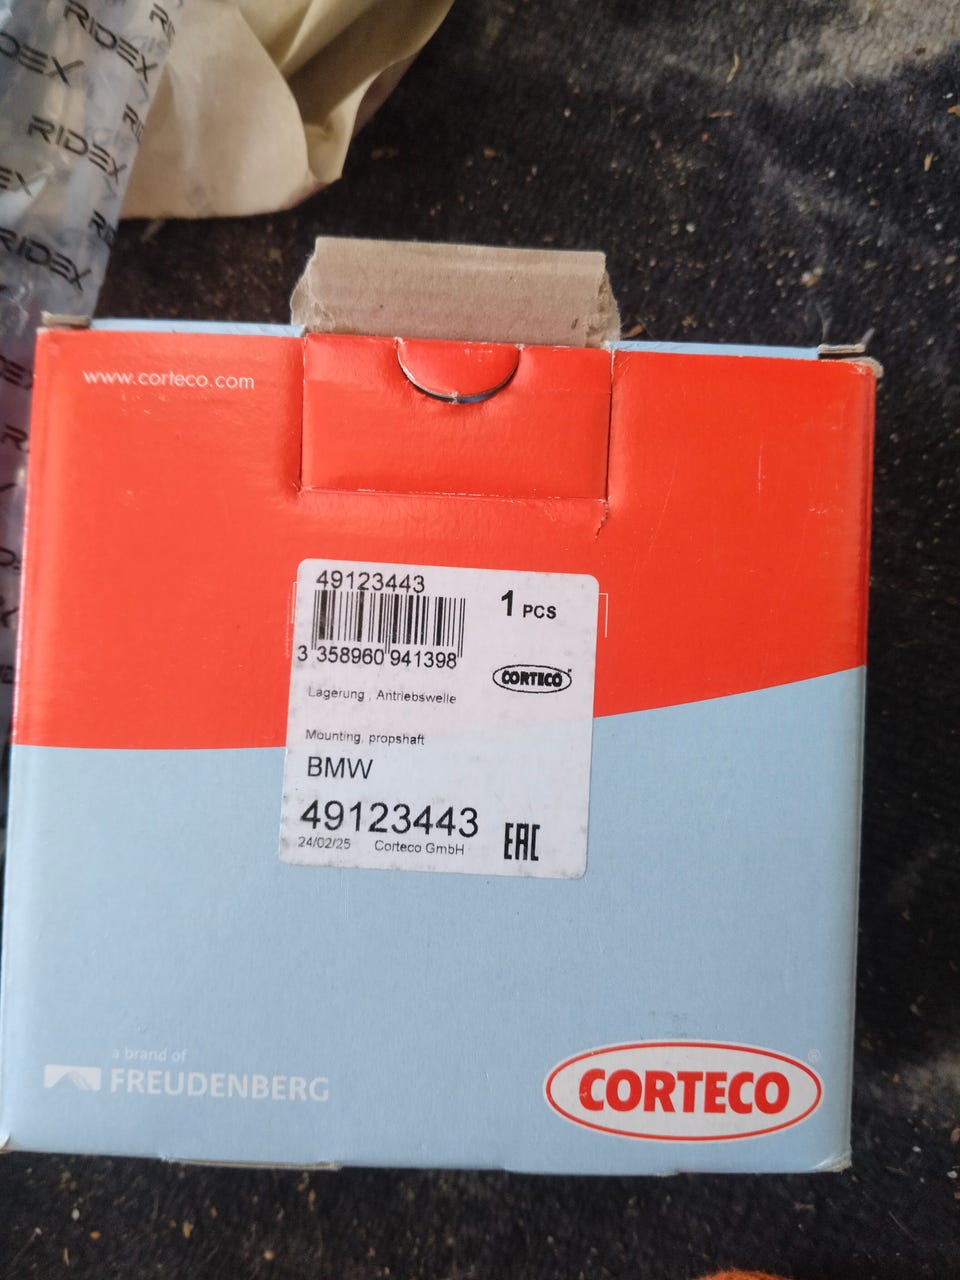 RIDEX
RIDEX
RIDEX
RIDEX
www.corteco.com
49123443
1 PCS
3 358960 941398
CORTECO
Lagerung , Antriebswelle
Mounting, propshaft
BMW
49123443
24/02/25 Corteco GmbH
EAC
a brand of
FREUDENBERG
CORTECO®